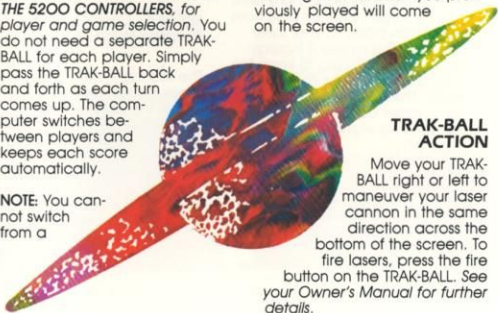 THE 5200 CONTROLLERS, for
player and game selection. You
do not need a separate TRAK-
BALL for each player. Simply
pass the TRAK-BALL back
and forth as each turn
comes up. The com-
puter switches be-
tween players and
keeps each score
automatically.
NOTE: You can-
not switch
from a
viously played will come
on the screen.
TRAK-BALL
ACTION
Move your TRAK-
BALL right or left to
maneuver your laser
cannon in the same
direction across the
bottom of the screen. To
fire lasers, press the fire
button on the TRAK-BALL. See
your Owner's Manual for further
details.